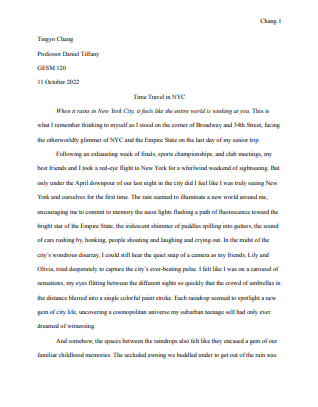 Chang 1
Tingyo Chang
Professor Daniel Tiffany
GESM 120
11 October 2022
Time Travel in NYC
When it rains in New York City, it feels like the entire world is winking at you. This is
what I remember thinking to myself as I stood on the corner of Broadway and 34th Street, facing
the otherworldly glimmer of NYC and the Empire State on the last day of my senior trip.
Following an exhausting week of finals, sports championships, and club meetings, my
best friends and I took a red-eye flight to New York for a whirlwind weekend of sightseeing. But
only under the April downpour of our last night in the city did I feel like I was truly seeing New
York and ourselves for the first time. The rain seemed to illuminate a new world around me,
encouraging me to commit to memory the neon lights flashing a path of fluorescence toward the
bright star of the Empire State, the iridescent shimmer of puddles spilling into gutters, the sound
of cars rushing by, honking, people shouting and laughing and crying out. In the midst of the
city's wondrous disarray, I could still hear the quiet snap of a camera as my friends, Lily and
Olivia, tried desperately to capture the city's ever-beating pulse. I felt like I was on a carousel of
sensations, my eyes flitting between the different sights so quickly that the crowd of umbrellas in
the distance blurred into a single colorful paint stroke. Each raindrop seemed to spotlight a new
gem of city life, uncovering a cosmopolitan universe my suburban teenage self had only ever
dreamed of witnessing.
And somehow, the spaces between the raindrops also felt like they encased a gem of our
familiar childhood memories. The secluded awning we huddled under to get out of the rain was